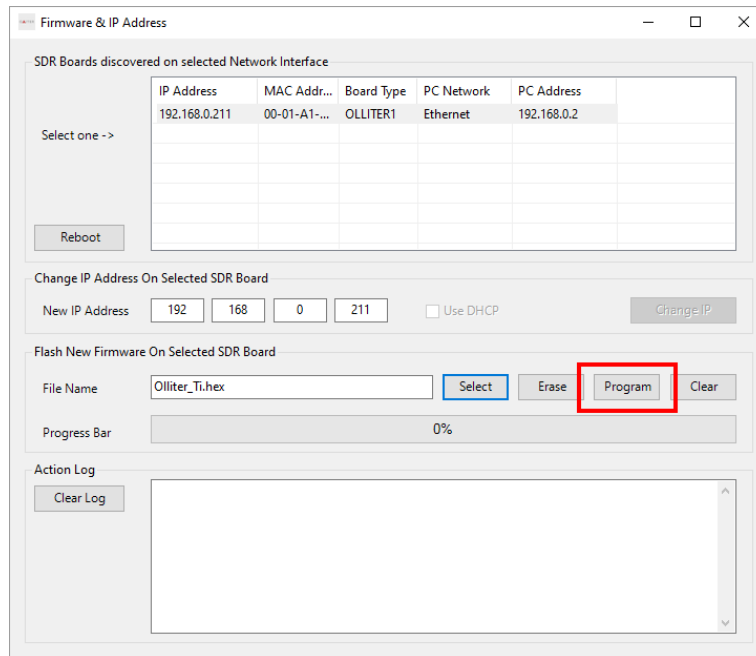 Firmware & IP Address
SDR Boards discovered on selected Network Interface
IP Address MAC Addr... Board Type PC Network PC Address
192.168.0.211 00-01-A1-... OLLITER1 Ethernet 192.168.0.2
Select one ->
Reboot
Change IP Address On Selected SDR Board
New IP Address 192 168 0 211 Use DHCP Change IP
Flash New Firmware On Selected SDR Board
File Name Olliter_Ti.hex Select Erase Program Clear
Progress Bar 0%
Action Log
Clear Log